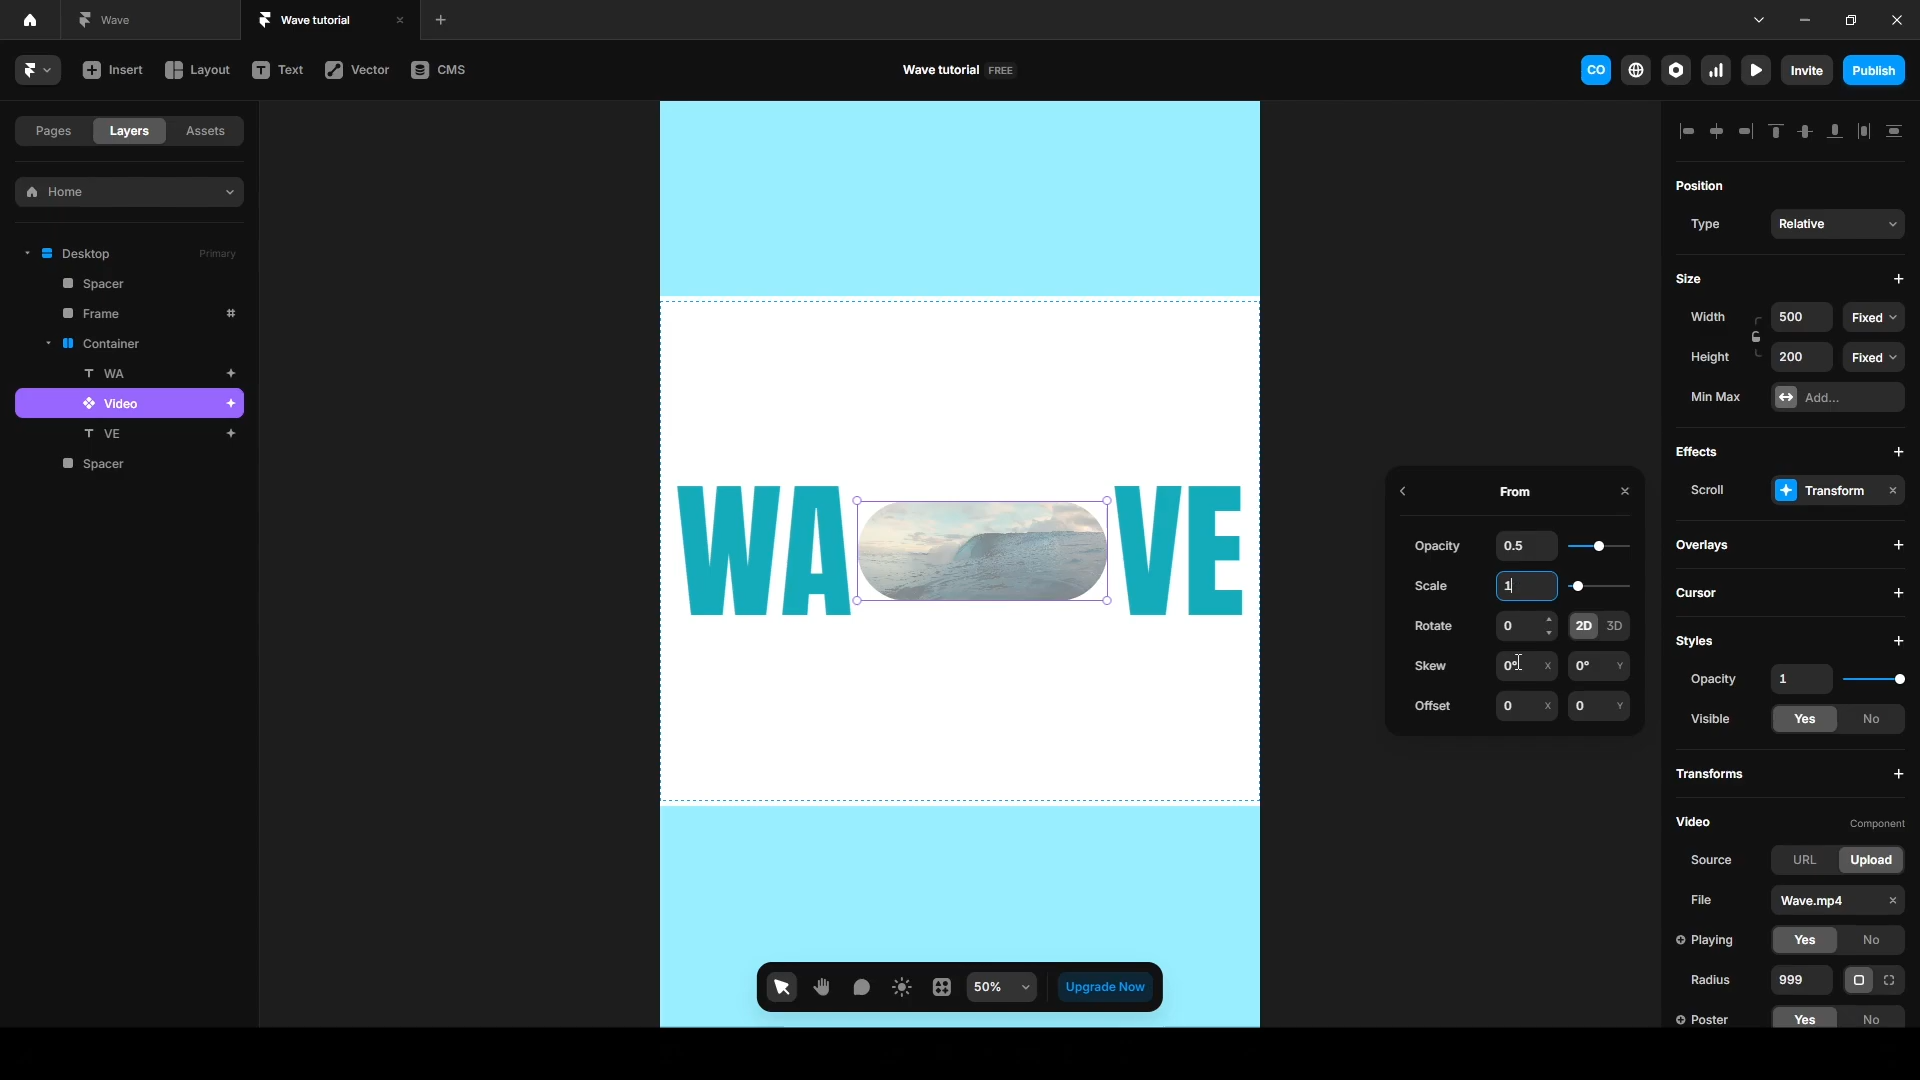 Wave
Wave tutorial
Insert
Layout
Text
Vector
CMS
Wave tutorial FREE
CO
Invite
Publish
Pages
Layers
Assets
Home
Desktop
Primary
Spacer
Frame
Container
WA
Video
VE
Spacer
WA
VE
From
Opacity 0.5
Scale 1
Rotate 0 2D 3D
Skew 0° X 0° Y
Offset 0 X 0 Y
Position
Type Relative
Size
Width 500 Fixed
Height 200 Fixed
Min Max Add...
Effects
Scroll Transform
Overlays
Cursor
Styles
Opacity 1
Visible Yes No
Transforms
Video Component
Source URL Upload
File Wave.mp4
Playing Yes No
Radius 999
Poster Yes No
50%
Upgrade Now